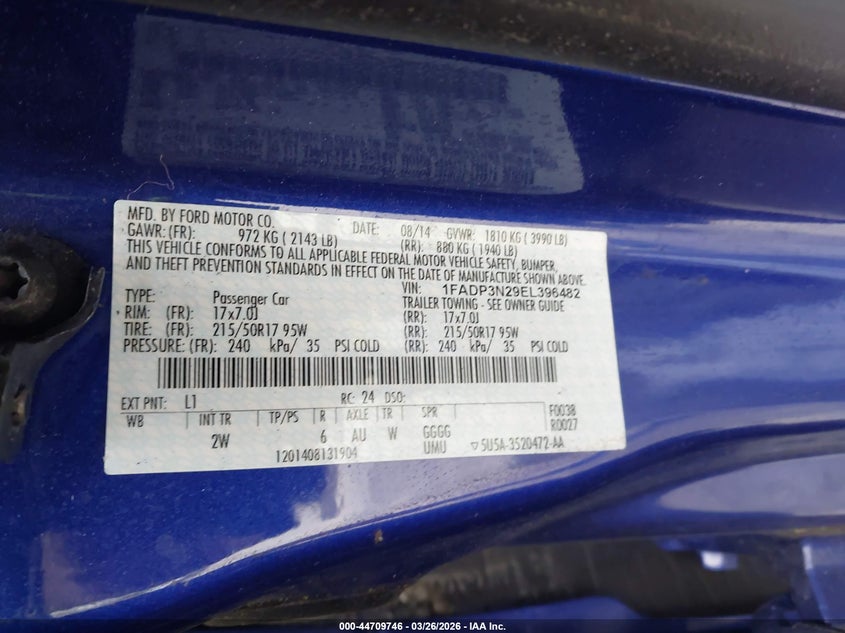 MFD. BY FORD MOTOR CO. DATE: 08/14 GVWR: 1810 KG ( 3990 LB)
GAWR: (FR): 972 KG ( 2143 LB) (RR): 880 KG ( 1940 LB)
THIS VEHICLE CONFORMS TO ALL APPLICABLE FEDERAL MOTOR VEHICLE SAFETY, BUMPER,
AND THEFT PREVENTION STANDARDS IN EFFECT ON THE DATE OF MANUFACTURE SHOWN ABOVE.
VIN: 1FADP3N29EL396482
TYPE: Passenger Car TRAILER TOWING - SEE OWNER GUIDE
RIM: (FR): 17x7.0J (RR): 17x7.0J
TIRE: (FR): 215/50R17 95W (RR): 215/50R17 95W
PRESSURE: (FR): 240 kPa/ 35 PSI COLD (RR): 240 kPa/ 35 PSI COLD
EXT PNT: L1 RC: 24 DSO:
WB INT TR TP/PS R AXLE TR SPR F0038
2W 6 AU W GGGG R0027
1201408131904 UMU ▽5U5A-3520472-AA
000-44709746 — 03/26/2026 — IAA Inc.